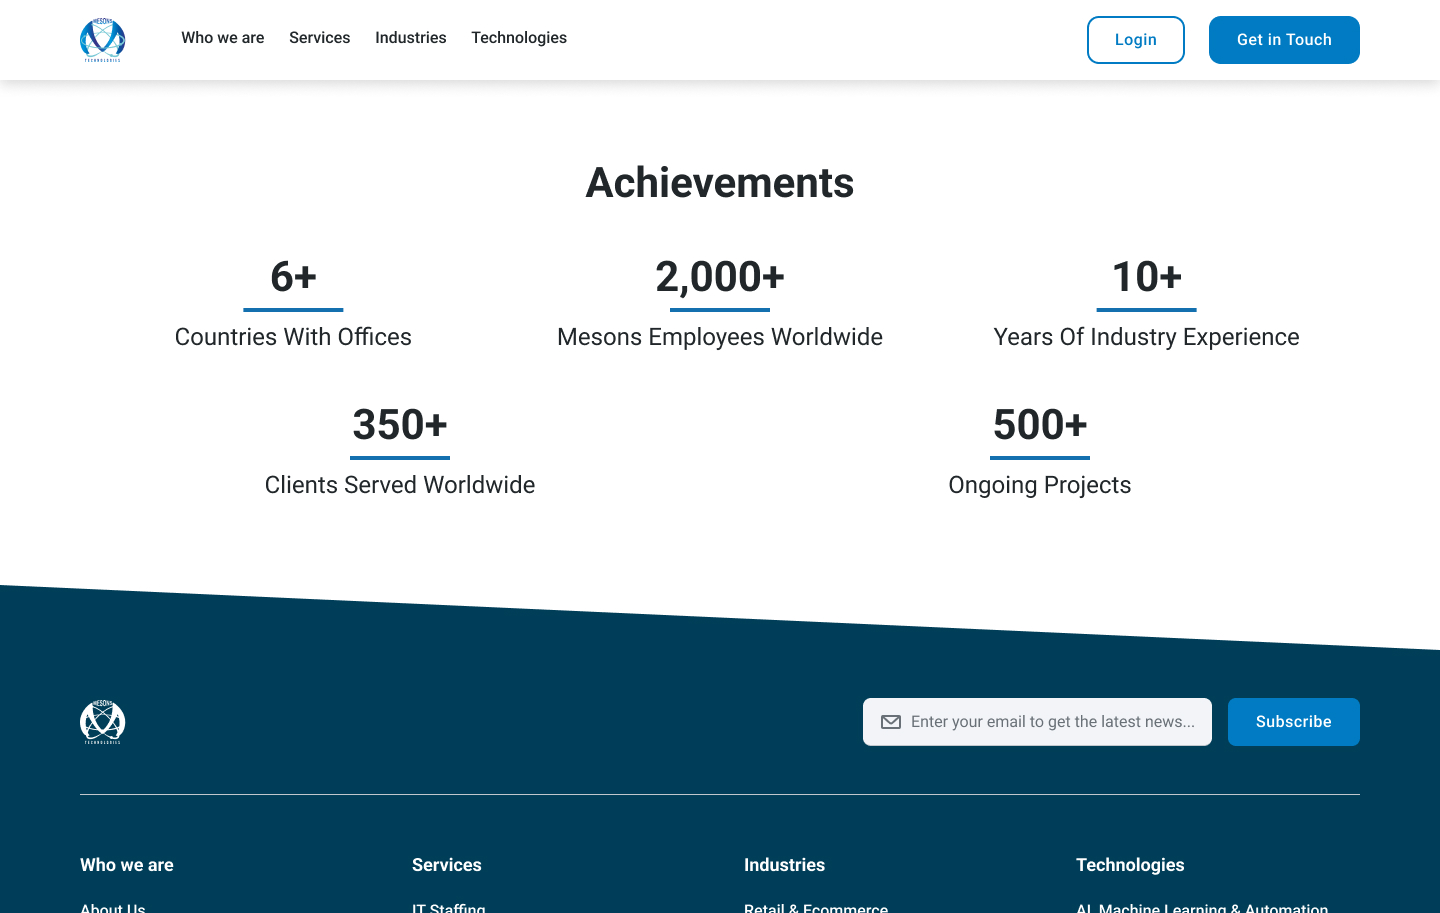 MESONS
TECHNOLOGIES
Who we are Services Industries Technologies
Login
Get in Touch
Achievements
6+
Countries With Offices
2,000+
Mesons Employees Worldwide
10+
Years Of Industry Experience
350+
Clients Served Worldwide
500+
Ongoing Projects
MESONS
TECHNOLOGIES
Enter your email to get the latest news...
Subscribe
Who we are
About Us
Services
IT Staffing
Industries
Retail & Ecommerce
Technologies
AI, Machine Learning & Automation